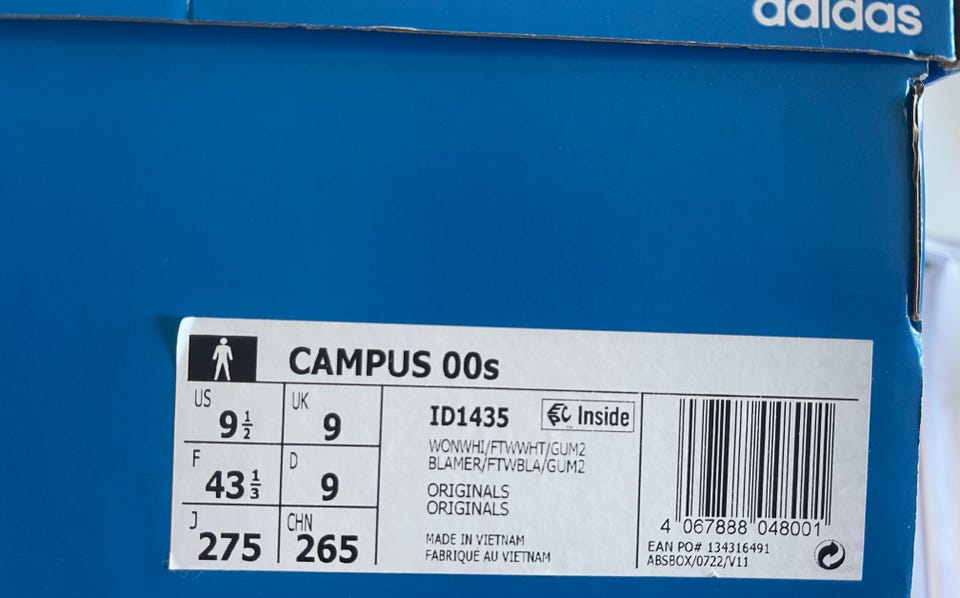 adidas
CAMPUS 00s
US
9 1/2
UK
9
F
43 1/3
D
9
J
275
CHN
265
ID1435
Inside
WONWHI/FTWWHT/GUM2
BLAMER/FTWBLA/GUM2
ORIGINALS
ORIGINALS
MADE IN VIETNAM
FABRIQUÉ AU VIETNAM
4 067888 048001
EAN PO# 134316491
ABSBOX/0722/V11